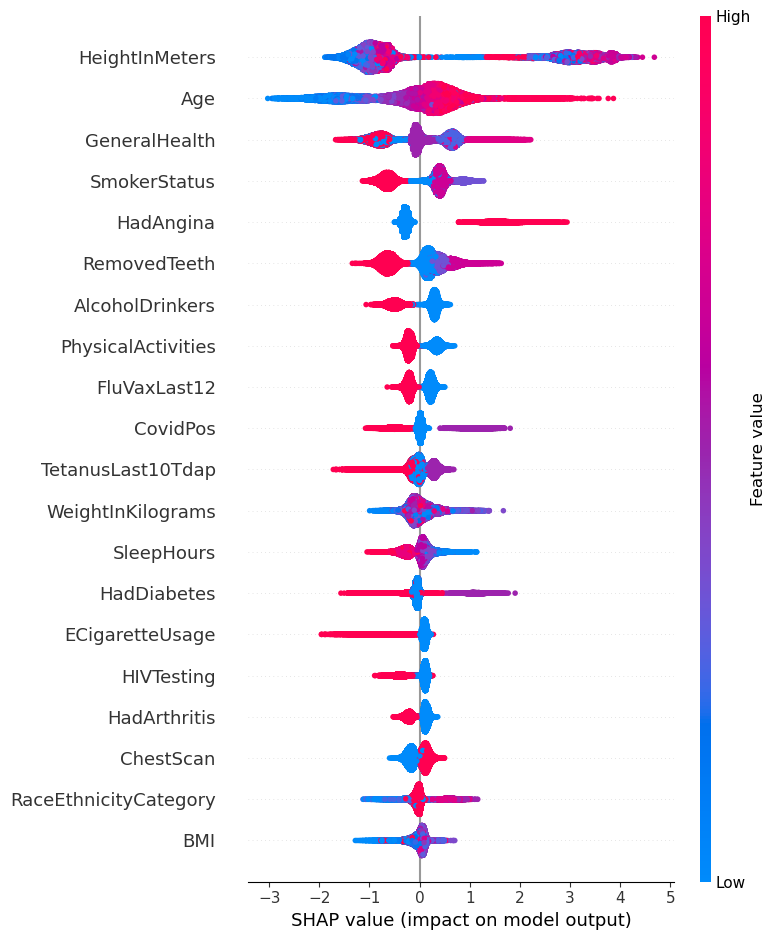 High
HeightInMeters
Age
GeneralHealth
SmokerStatus
HadAngina
RemovedTeeth
AlcoholDrinkers
PhysicalActivities
FluVaxLast12
CovidPos
TetanusLast10Tdap
WeightInKilograms
SleepHours
HadDiabetes
ECigaretteUsage
HIVTesting
HadArthritis
ChestScan
RaceEthnicityCategory
BMI
Feature value
Low
−3 −2 −1 0 1 2 3 4 5
SHAP value (impact on model output)